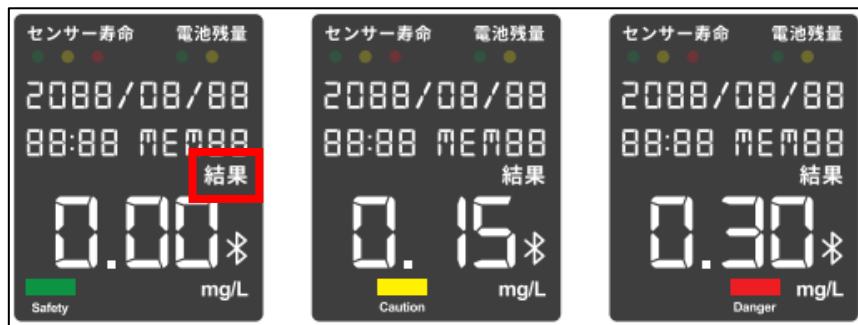 センサー寿命 電池残量
2088/08/88
88:88 MEM88
結果
0.00
mg/L
Safety
センサー寿命 電池残量
2088/08/88
88:88 MEM88
結果
0.15
mg/L
Caution
センサー寿命 電池残量
2088/08/88
88:88 MEM88
結果
0.30
mg/L
Danger